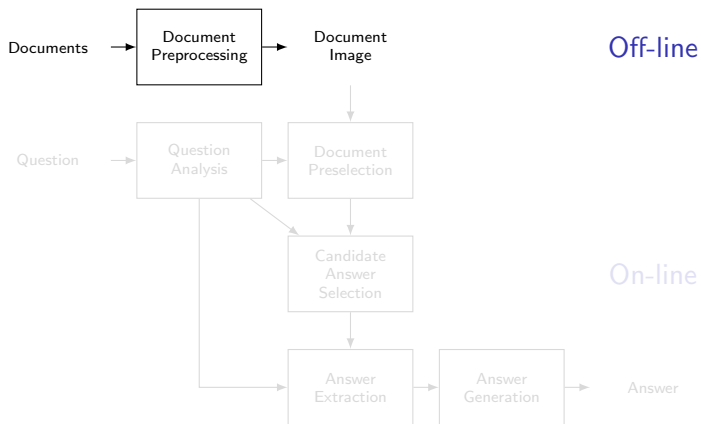 Documents
Document
Preprocessing
Document
Image
Off-line
Question
Question
Analysis
Document
Preselection
Candidate
Answer
Selection
On-line
Answer
Extraction
Answer
Generation
Answer